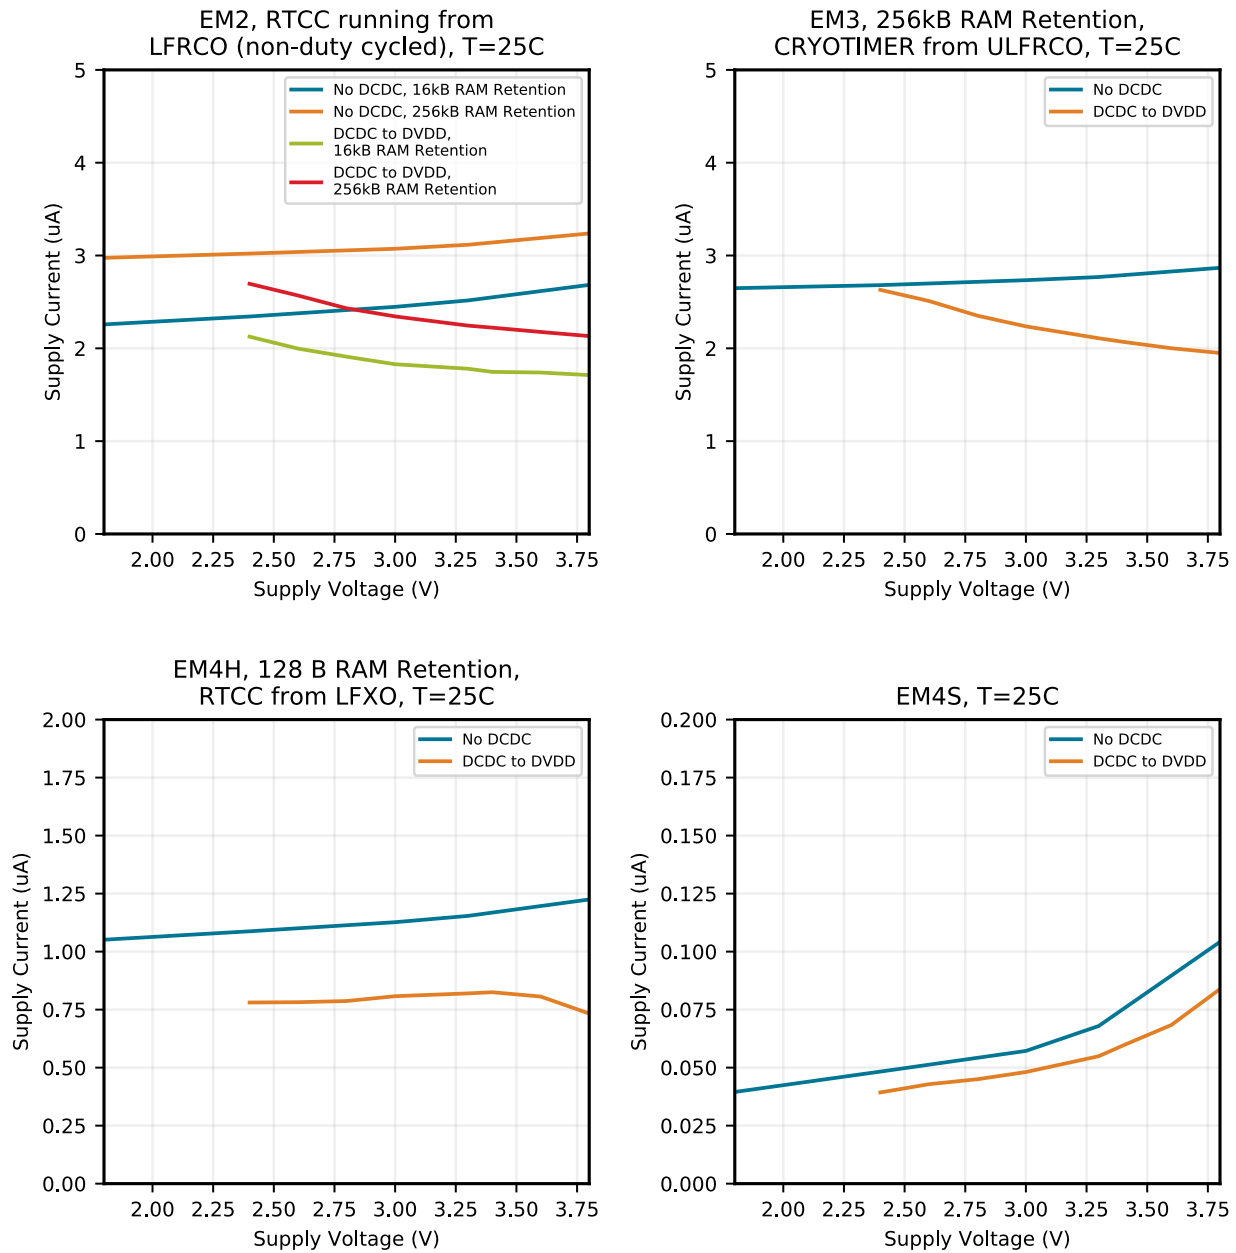 EM2, RTCC running from
LFRCO (non-duty cycled), T=25C
5
4
3
2
1
0
Supply Current (uA)
No DCDC, 16kB RAM Retention
No DCDC, 256kB RAM Retention
DCDC to DVDD,
16kB RAM Retention
DCDC to DVDD,
256kB RAM Retention
2.00 2.25 2.50 2.75 3.00 3.25 3.50 3.75
Supply Voltage (V)
EM3, 256kB RAM Retention,
CRYOTIMER from ULFRCO, T=25C
5
4
3
2
1
0
Supply Current (uA)
No DCDC
DCDC to DVDD
2.00 2.25 2.50 2.75 3.00 3.25 3.50 3.75
Supply Voltage (V)
EM4H, 128 B RAM Retention,
RTCC from LFXO, T=25C
2.00
1.75
1.50
1.25
1.00
0.75
0.50
0.25
0.00
Supply Current (uA)
No DCDC
DCDC to DVDD
2.00 2.25 2.50 2.75 3.00 3.25 3.50 3.75
Supply Voltage (V)
EM4S, T=25C
0.200
0.175
0.150
0.125
0.100
0.075
0.050
0.025
0.000
Supply Current (uA)
No DCDC
DCDC to DVDD
2.00 2.25 2.50 2.75 3.00 3.25 3.50 3.75
Supply Voltage (V)